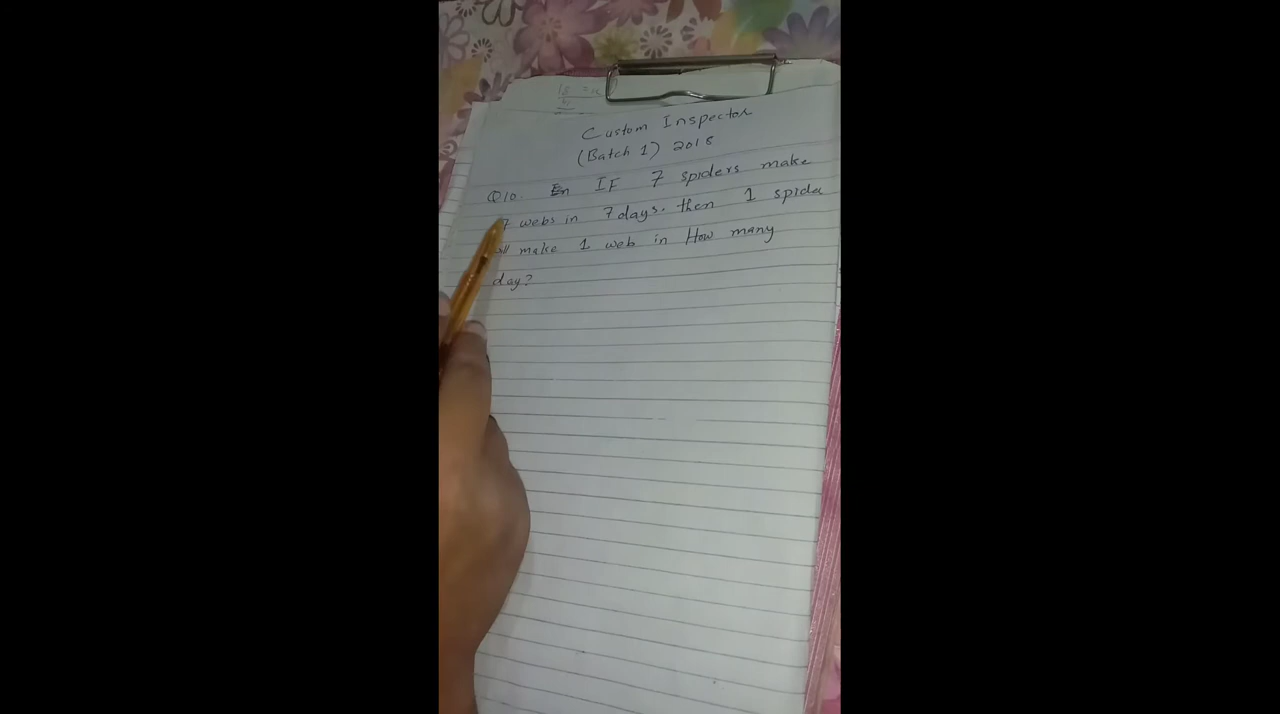 Custom Inspector
(Batch 1) 2018
Q10. En IF 7 spiders make
7 webs in 7 days. then 1 spider
make 1 web in How many
day?